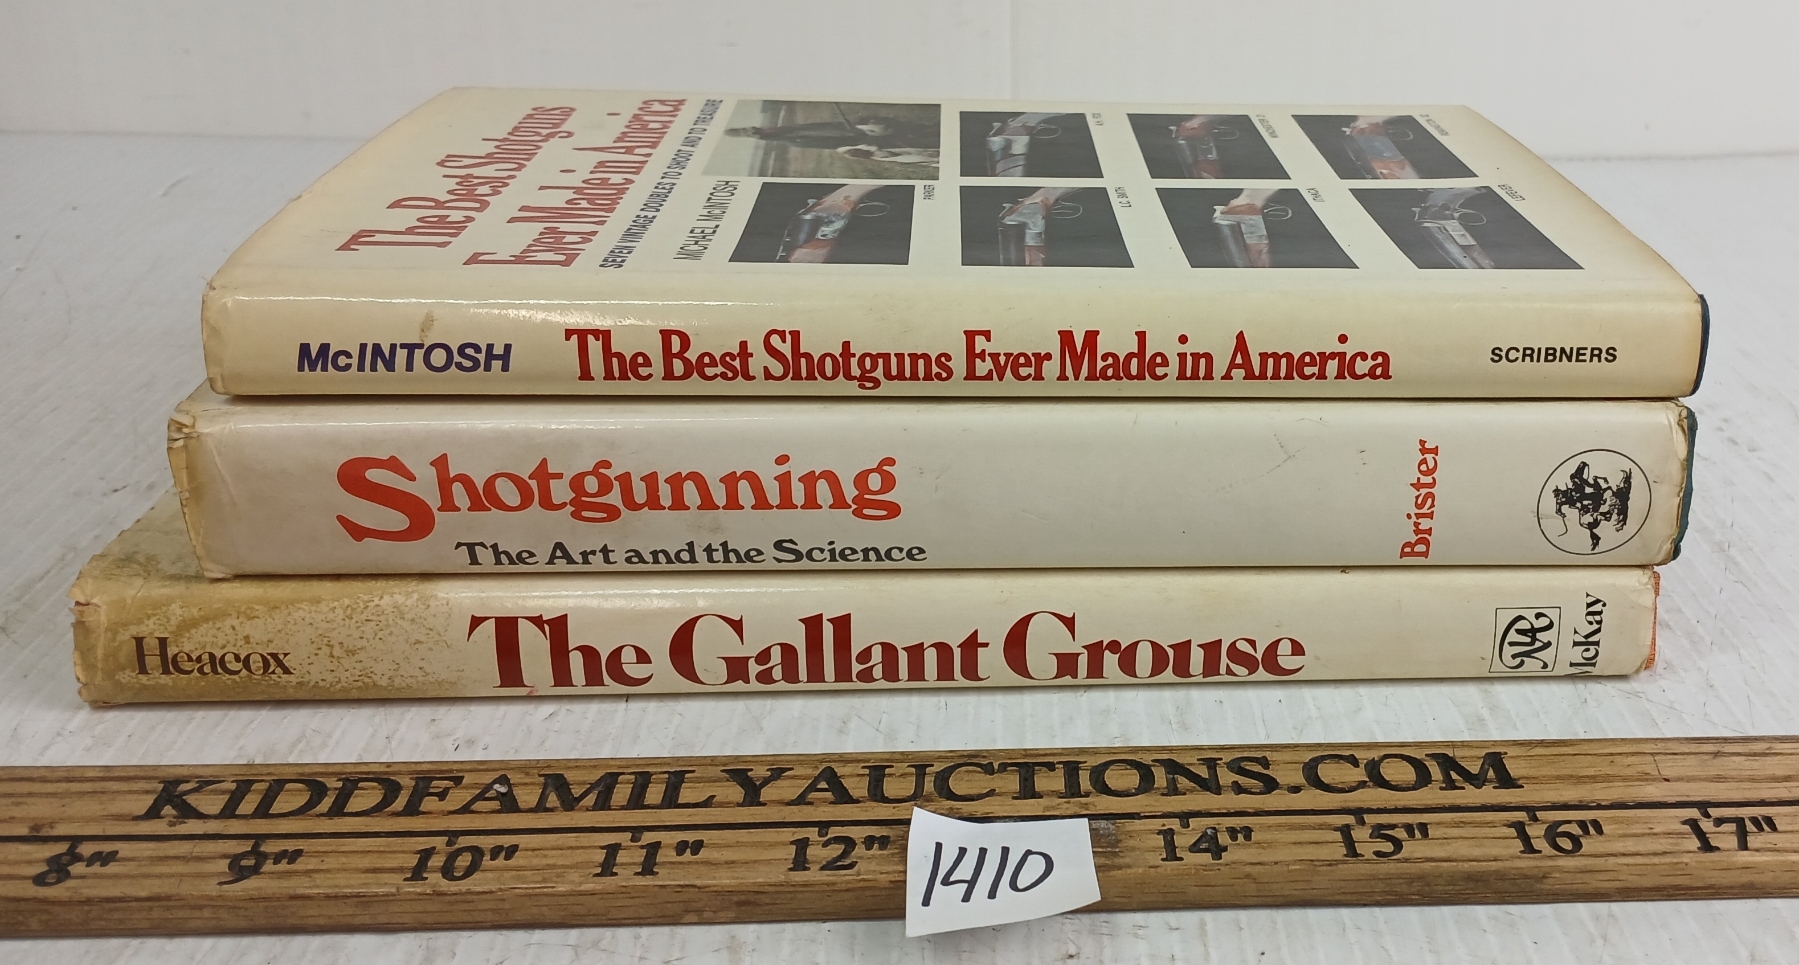 The Best Shotguns
Ever Made in America
SEVEN VINTAGE DOUBLES TO SHOOT AND TO TREASURE
MICHAEL McINTOSH
A.H. FOX
PARKER
L.C. SMITH
ITHACA
LEFEVER
McINTOSH The Best Shotguns Ever Made in America SCRIBNERS
Shotgunning
The Art and the Science
Brister
Heacox The Gallant Grouse McKay
KIDDFAMILYAUCTIONS.COM
8" 9" 10" 11" 12" 14" 15" 16" 17"
1410